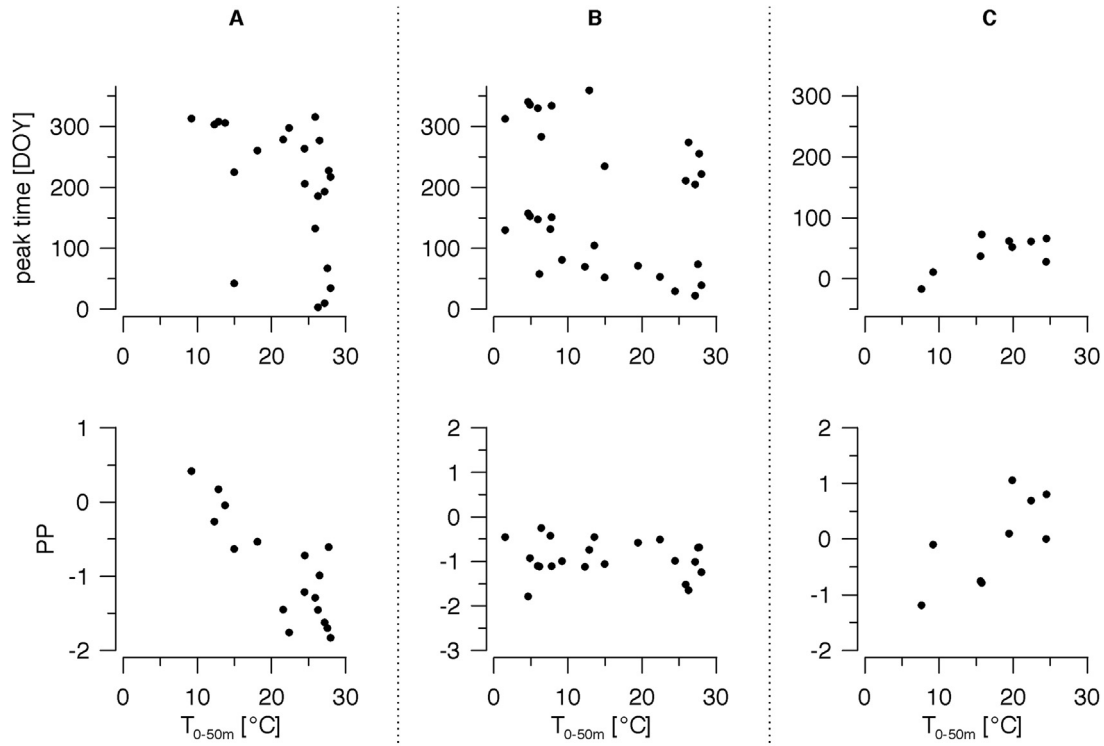 A B C
peak time [DOY]
300 300 300
200 200 200
100 100 100
0 0 0
0 10 20 30 0 10 20 30 0 10 20 30
PP
1 2 2
0 1 1
-1 0 0
-2 -1 -1
-2 -2
-3
0 10 20 30 0 10 20 30 0 10 20 30
T0-50m [°C] T0-50m [°C] T0-50m [°C]